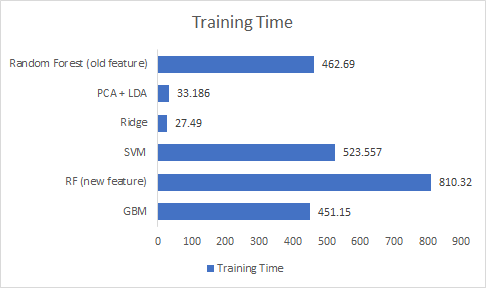 Training Time
Random Forest (old feature) 462.69
PCA + LDA 33.186
Ridge 27.49
SVM 523.557
RF (new feature) 810.32
GBM 451.15
0 100 200 300 400 500 600 700 800 900
Training Time